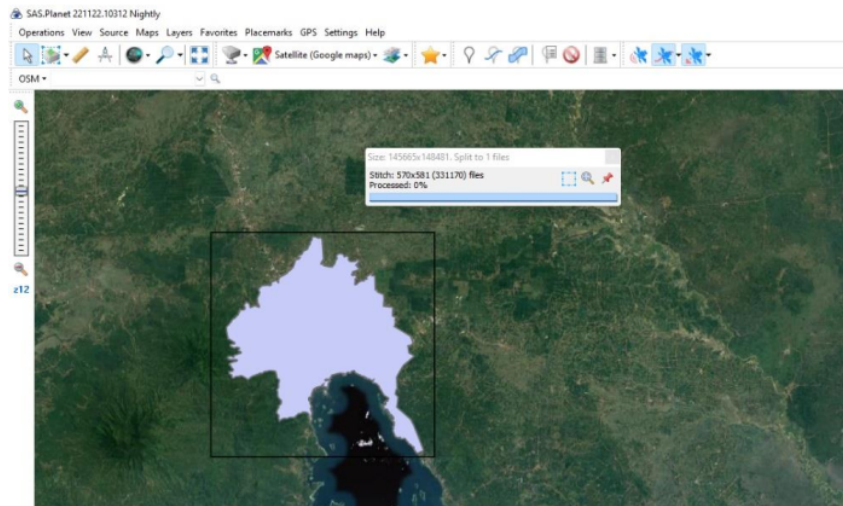 SAS.Planet 221122.10312 Nightly
Operations View Source Maps Layers Favorites Placemarks GPS Settings Help
Satellite (Google maps)
OSM
Size: 145665x148481. Split to 1 files
Stitch: 570x581 (331170) files
Processed: 0%
z12